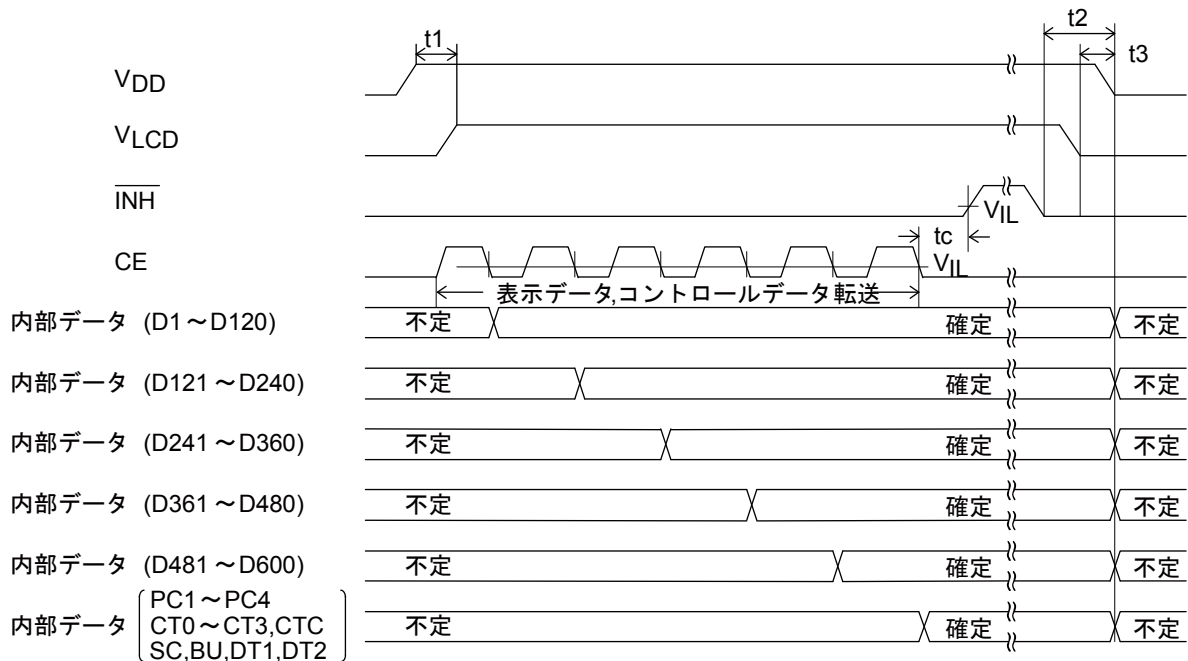 t1
t2
t3
VDD
VLCD
INH
VIL
tc
CE
VIL
表示データ,コントロールデータ転送
内部データ (D1～D120)
不定
確定
不定
内部データ (D121～D240)
不定
確定
不定
内部データ (D241～D360)
不定
確定
不定
内部データ (D361～D480)
不定
確定
不定
内部データ (D481～D600)
不定
確定
不定
内部データ
PC1～PC4
CT0～CT3,CTC
SC,BU,DT1,DT2
不定
確定
不定